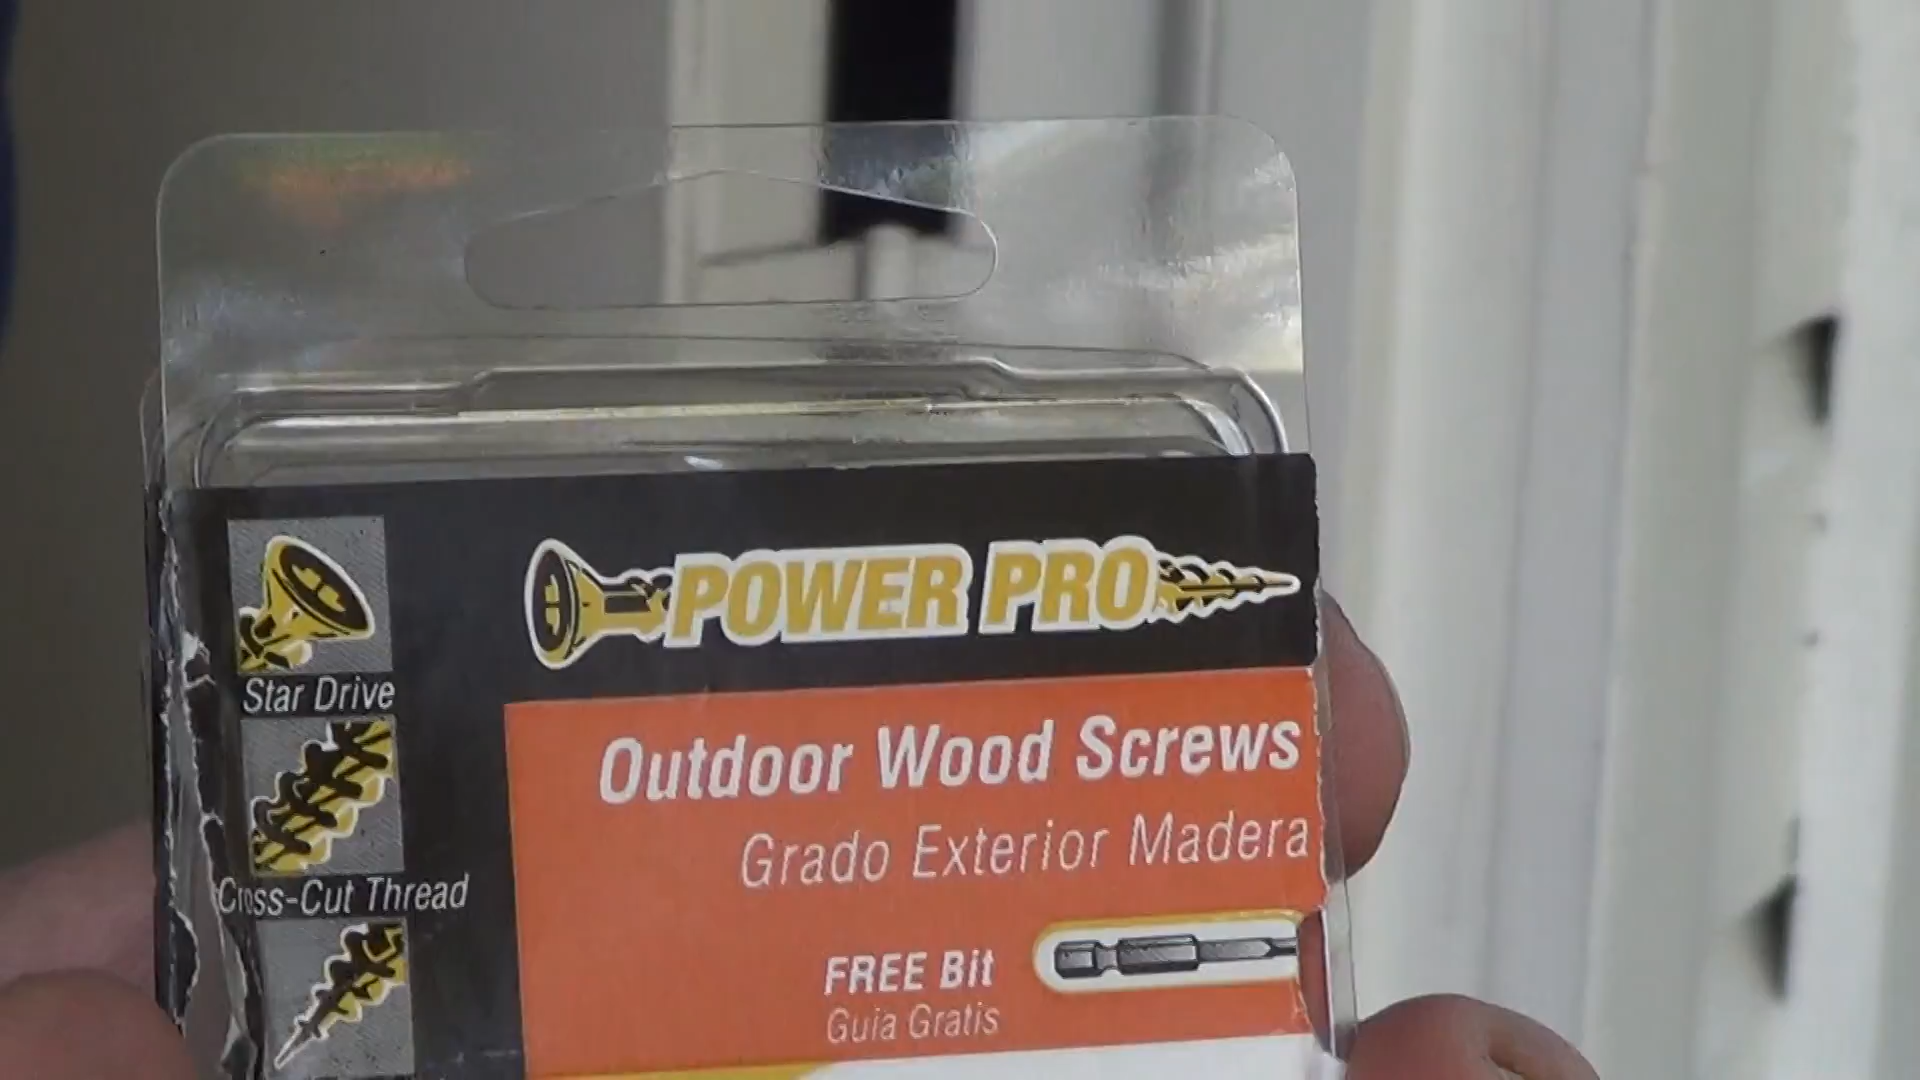 POWER PRO
Star Drive
Cross-Cut Thread
Outdoor Wood Screws
Grado Exterior Madera
FREE Bit
Guia Gratis